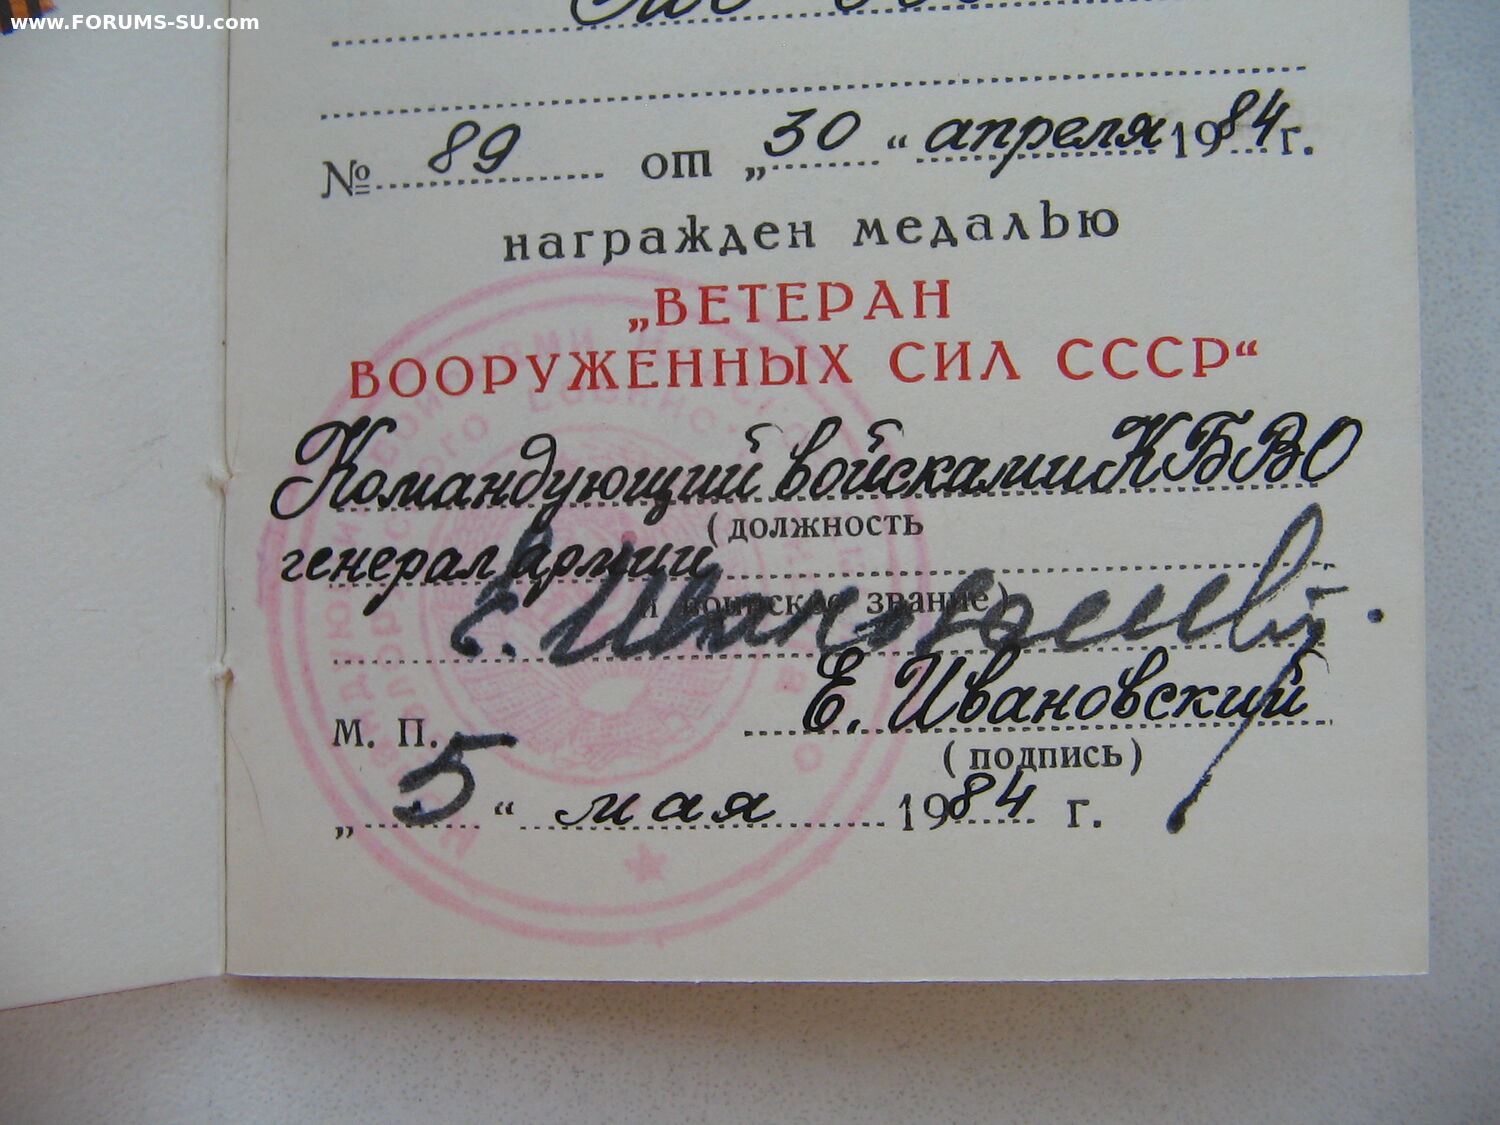 www.FORUMS-SU.com
№ 89 от „30“ апреля 1984 г.
награжден медалью
„ВЕТЕРАН
ВООРУЖЕННЫХ СИЛ СССР“
Командующий войсками КБВО
(должность
генерал армии
и воинское звание)
Е. Ивановский
М. П.
(подпись)
„5“ мая 1984 г.